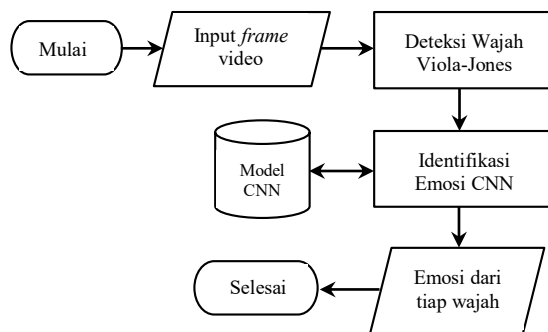 Mulai
Input frame
video
Deteksi Wajah
Viola-Jones
Model
CNN
Identifikasi
Emosi CNN
Selesai
Emosi dari
tiap wajah